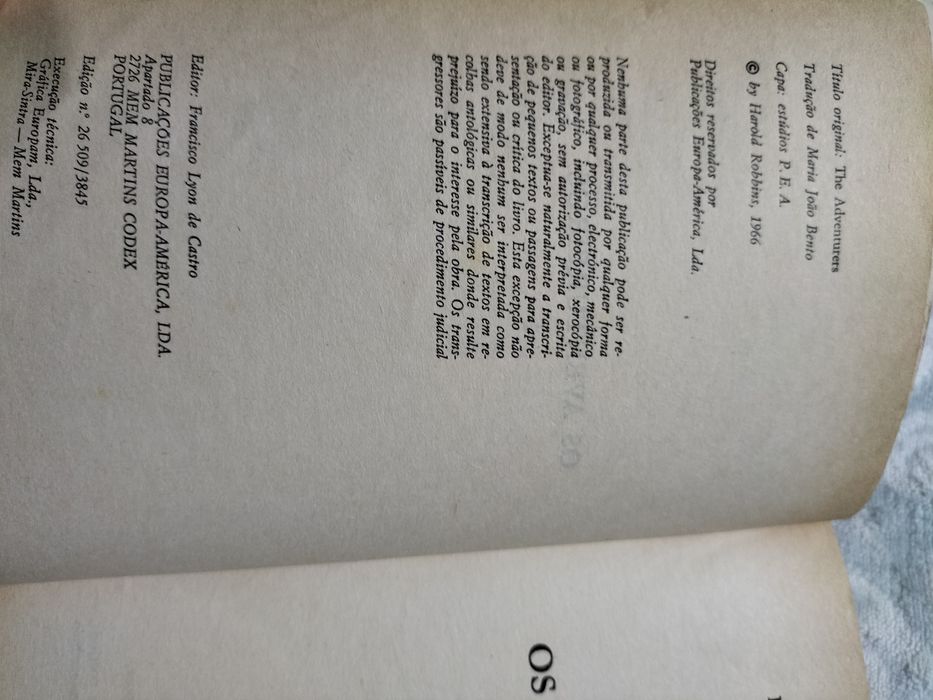 Título original: The Adventurers
Tradução de Maria João Bento
Capa: estúdios P. E. A.
© by Harold Robbins, 1966
Direitos reservados por
Publicações Europa-América, Lda.
Nenhuma parte desta publicação pode ser re-
produzida ou transmitida por qualquer forma
ou por qualquer processo, electrónico, mecânico
ou fotográfico, incluindo fotocópia, xerocópia
ou gravação, sem autorização prévia e escrita
do editor. Exceptua-se naturalmente a transcri-
ção de pequenos textos ou passagens para apre-
sentação ou crítica do livro. Esta excepção não
deve de modo nenhum ser interpretada como
sendo extensiva à transcrição de textos em re-
colhas antológicas ou similares donde resulte
prejuízo para o interesse pela obra. Os trans-
gressores são passíveis de procedimento judicial
Editor: Francisco Lyon de Castro
PUBLICAÇÕES EUROPA-AMÉRICA, LDA.
Apartado 8
2726 MEM MARTINS CODEX
PORTUGAL
Edição n.º 26 509/3845
Execução técnica:
Gráfica Europam, Lda.,
Mira-Sintra — Mem Martins
OS